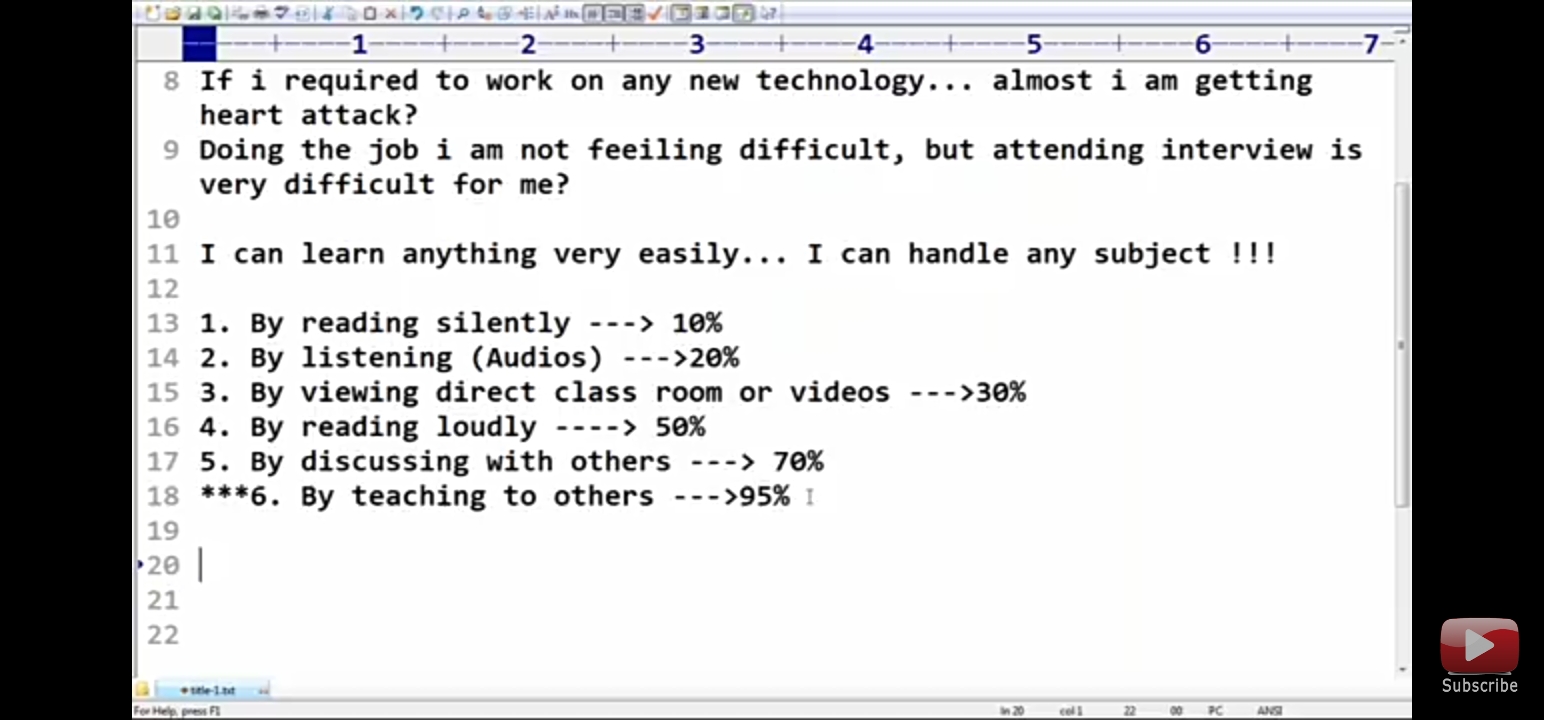 1 2 3 4 5 6 7
8 If i required to work on any new technology... almost i am getting
heart attack?
9 Doing the job i am not feeiling difficult, but attending interview is
very difficult for me?
10
11 I can learn anything very easily... I can handle any subject !!!
12
13 1. By reading silently ---> 10%
14 2. By listening (Audios) --->20%
15 3. By viewing direct class room or videos --->30%
16 4. By reading loudly ----> 50%
17 5. By discussing with others ---> 70%
18 ***6. By teaching to others --->95%
19
20
21
22
Subscribe
title-1.txt
For Help, press F1 ln 20 col 1 22 00 PC ANSI